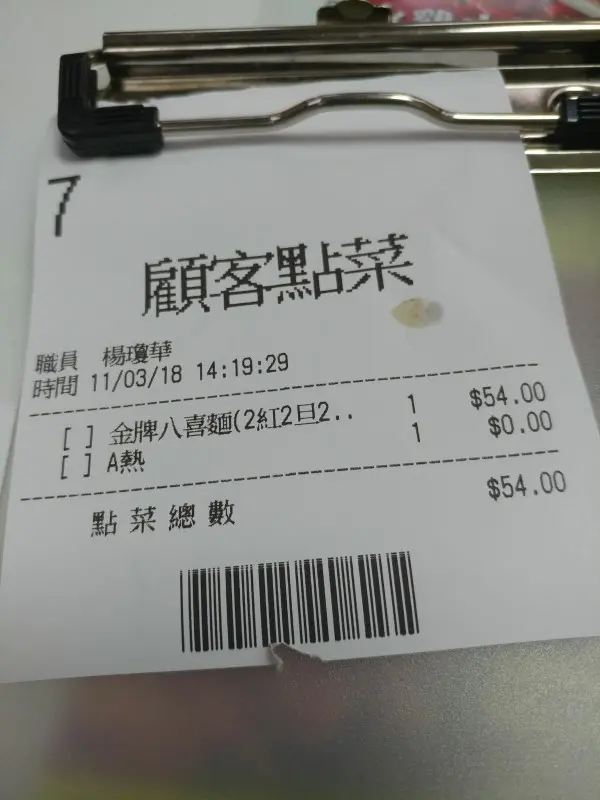 7
顧客點菜
職員 楊瓊華
時間 11/03/18 14:19:29
[ ] 金牌八喜麵(2紅2旦2.. 1 $54.00
[ ] A熱 1 $0.00
點菜總數 $54.00